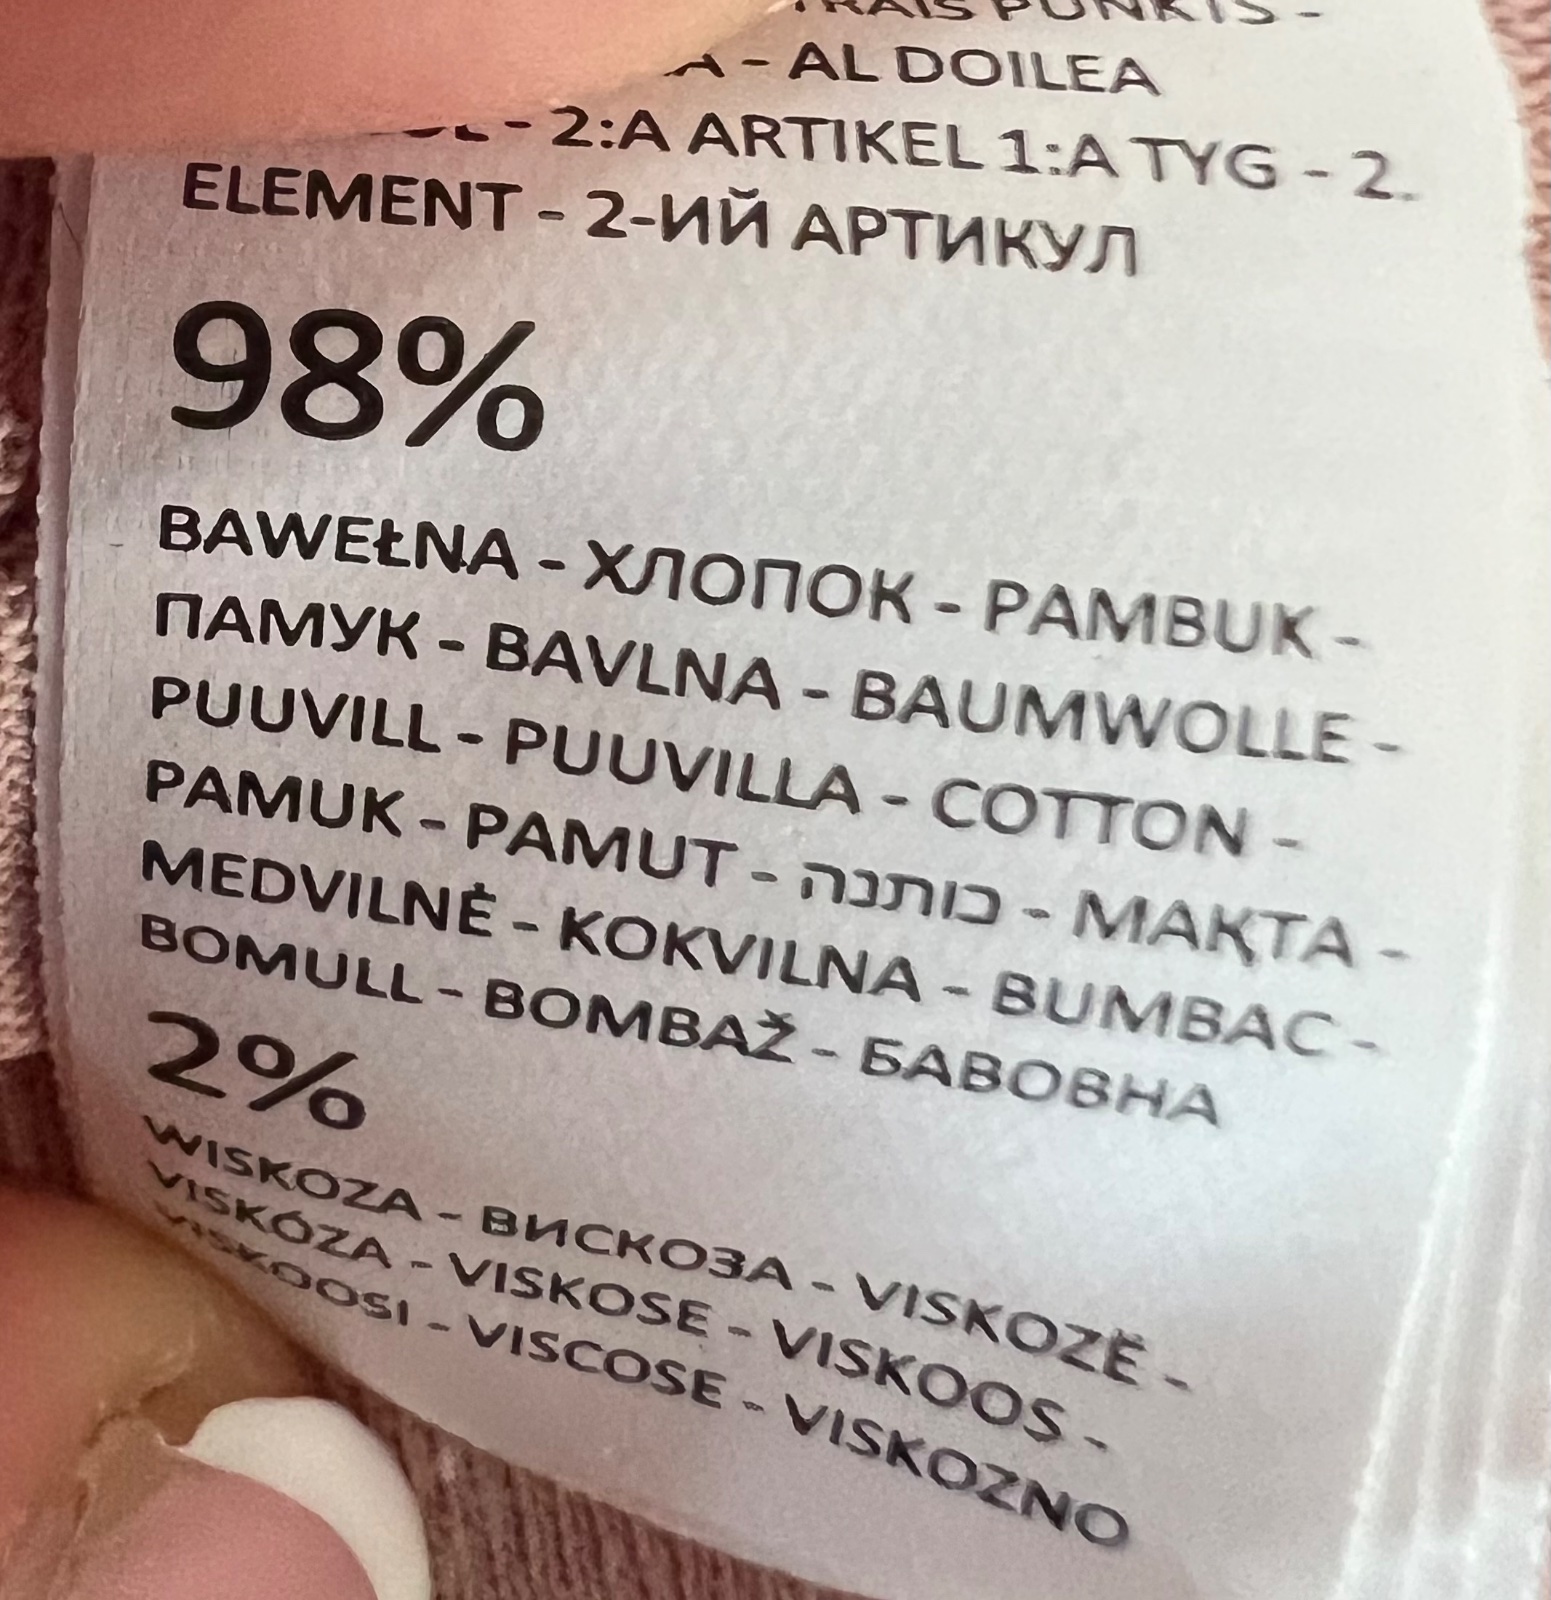 - AL DOILEA
- 2:A ARTIKEL 1:A TYG - 2.
ELEMENT - 2-ИЙ АРТИКУЛ
98%
BAWEŁNA - ХЛОПОК - PAMBUK -
ПАМУК - BAVLNA - BAUMWOLLE -
PUUVILL - PUUVILLA - COTTON -
PAMUK - PAMUT - כותנה - МАҚТА -
MEDVILNĖ - KOKVILNA - BUMBAC -
BOMULL - BOMBAŽ - БАВОВНА
2%
WISKOZA - ВИСКОЗА - VISKOZË -
VISKÓZA - VISKOSE - VISKOOS -
VISKOOSI - VISCOSE - VISKOZNO